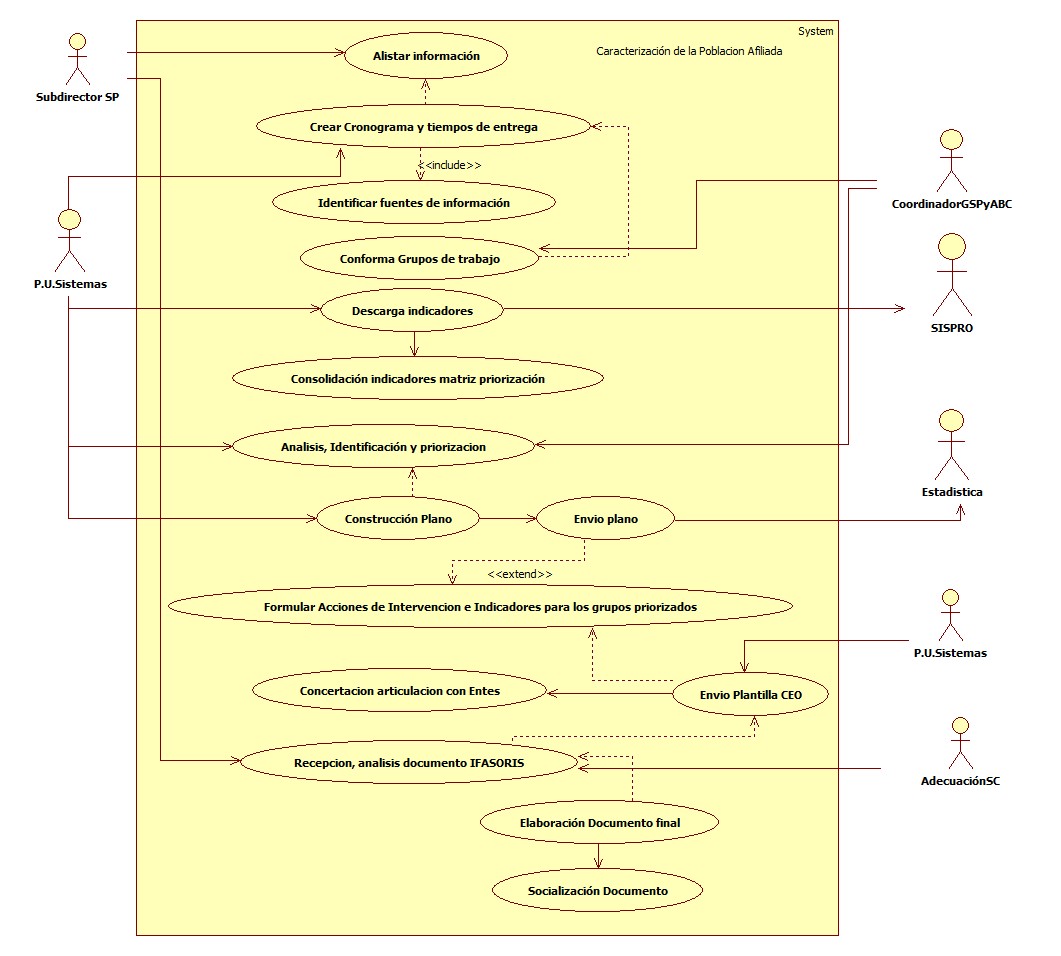 System
Caracterización de la Poblacion Afiliada
Alistar información
Subdirector SP
Crear Cronograma y tiempos de entrega
<<include>>
Identificar fuentes de información
CoordinadorGSPyABC
P.U.Sistemas
Conforma Grupos de trabajo
Descarga indicadores
SISPRO
Consolidación indicadores matriz priorización
Analisis, Identificación y priorizacion
Estadistica
Construcción Plano
Envio plano
<<extend>>
Formular Acciones de Intervencion e Indicadores para los grupos priorizados
P.U.Sistemas
Concertacion articulacion con Entes
Envio Plantilla CEO
Recepcion, analisis documento IFASORIS
AdecuaciónSC
Elaboración Documento final
Socialización Documento